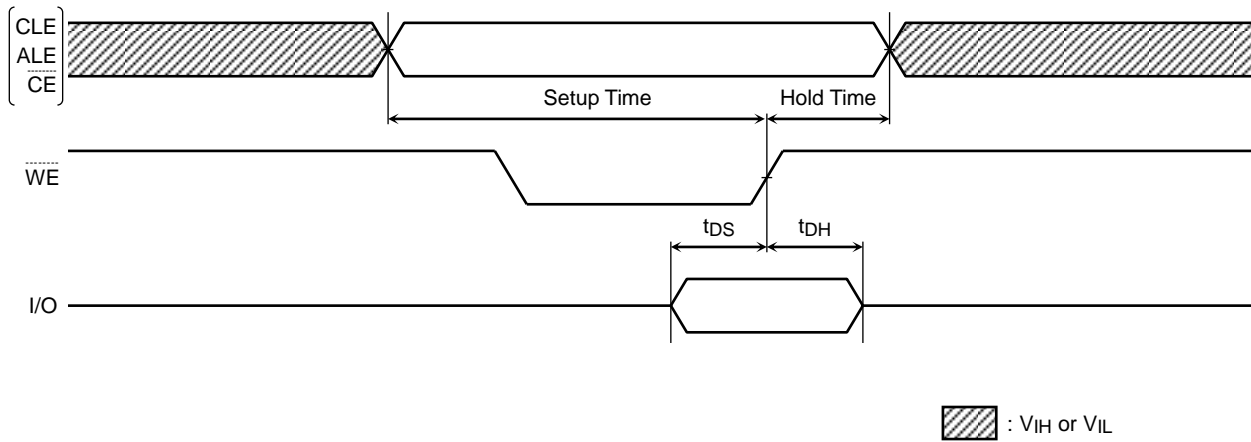 CLE
ALE
CE
Setup Time
Hold Time
WE
tDS
tDH
I/O
: VIH or VIL